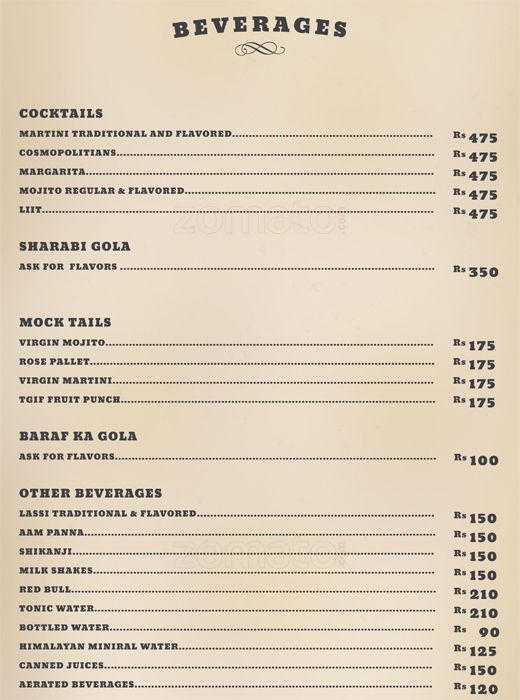 BEVERAGES
COCKTAILS
MARTINI TRADITIONAL AND FLAVORED Rs 475
COSMOPOLITIANS Rs 475
MARGARITA Rs 475
MOJITO REGULAR & FLAVORED Rs 475
LIIT Rs 475
zomato.com
SHARABI GOLA
ASK FOR FLAVORS Rs 350
MOCK TAILS
VIRGIN MOJITO Rs 175
ROSE PALLET Rs 175
VIRGIN MARTINI Rs 175
TGIF FRUIT PUNCH Rs 175
BARAF KA GOLA
ASK FOR FLAVORS Rs 100
OTHER BEVERAGES
LASSI TRADITIONAL & FLAVORED Rs 150
AAM PANNA Rs 150
SHIKANJI Rs 150
zomato.com
MILK SHAKES Rs 150
RED BULL Rs 210
TONIC WATER Rs 210
BOTTLED WATER Rs 90
HIMALAYAN MINIRAL WATER Rs 125
CANNED JUICES Rs 150
AERATED BEVERAGES Rs 120